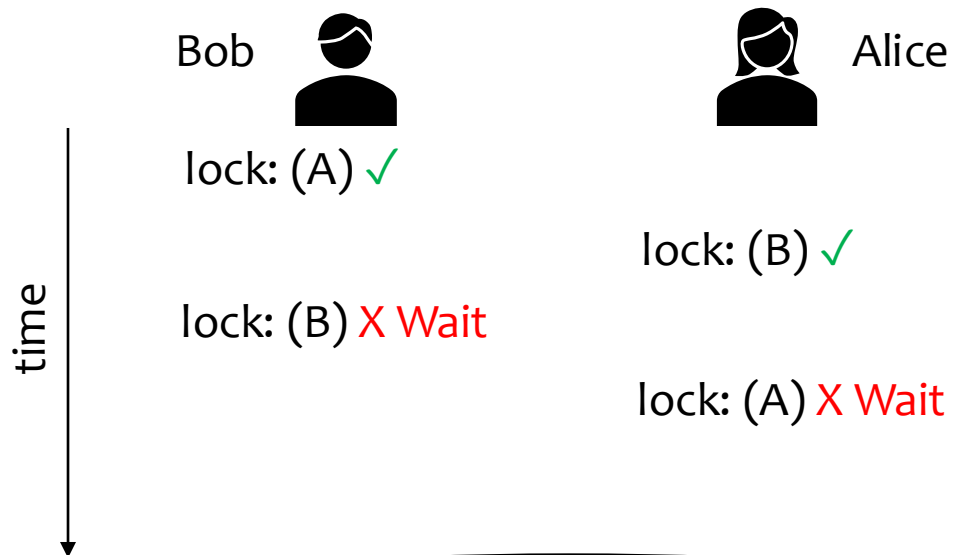 Bob
Alice
lock: (A) ✓
lock: (B) ✓
lock: (B) X Wait
lock: (A) X Wait
time